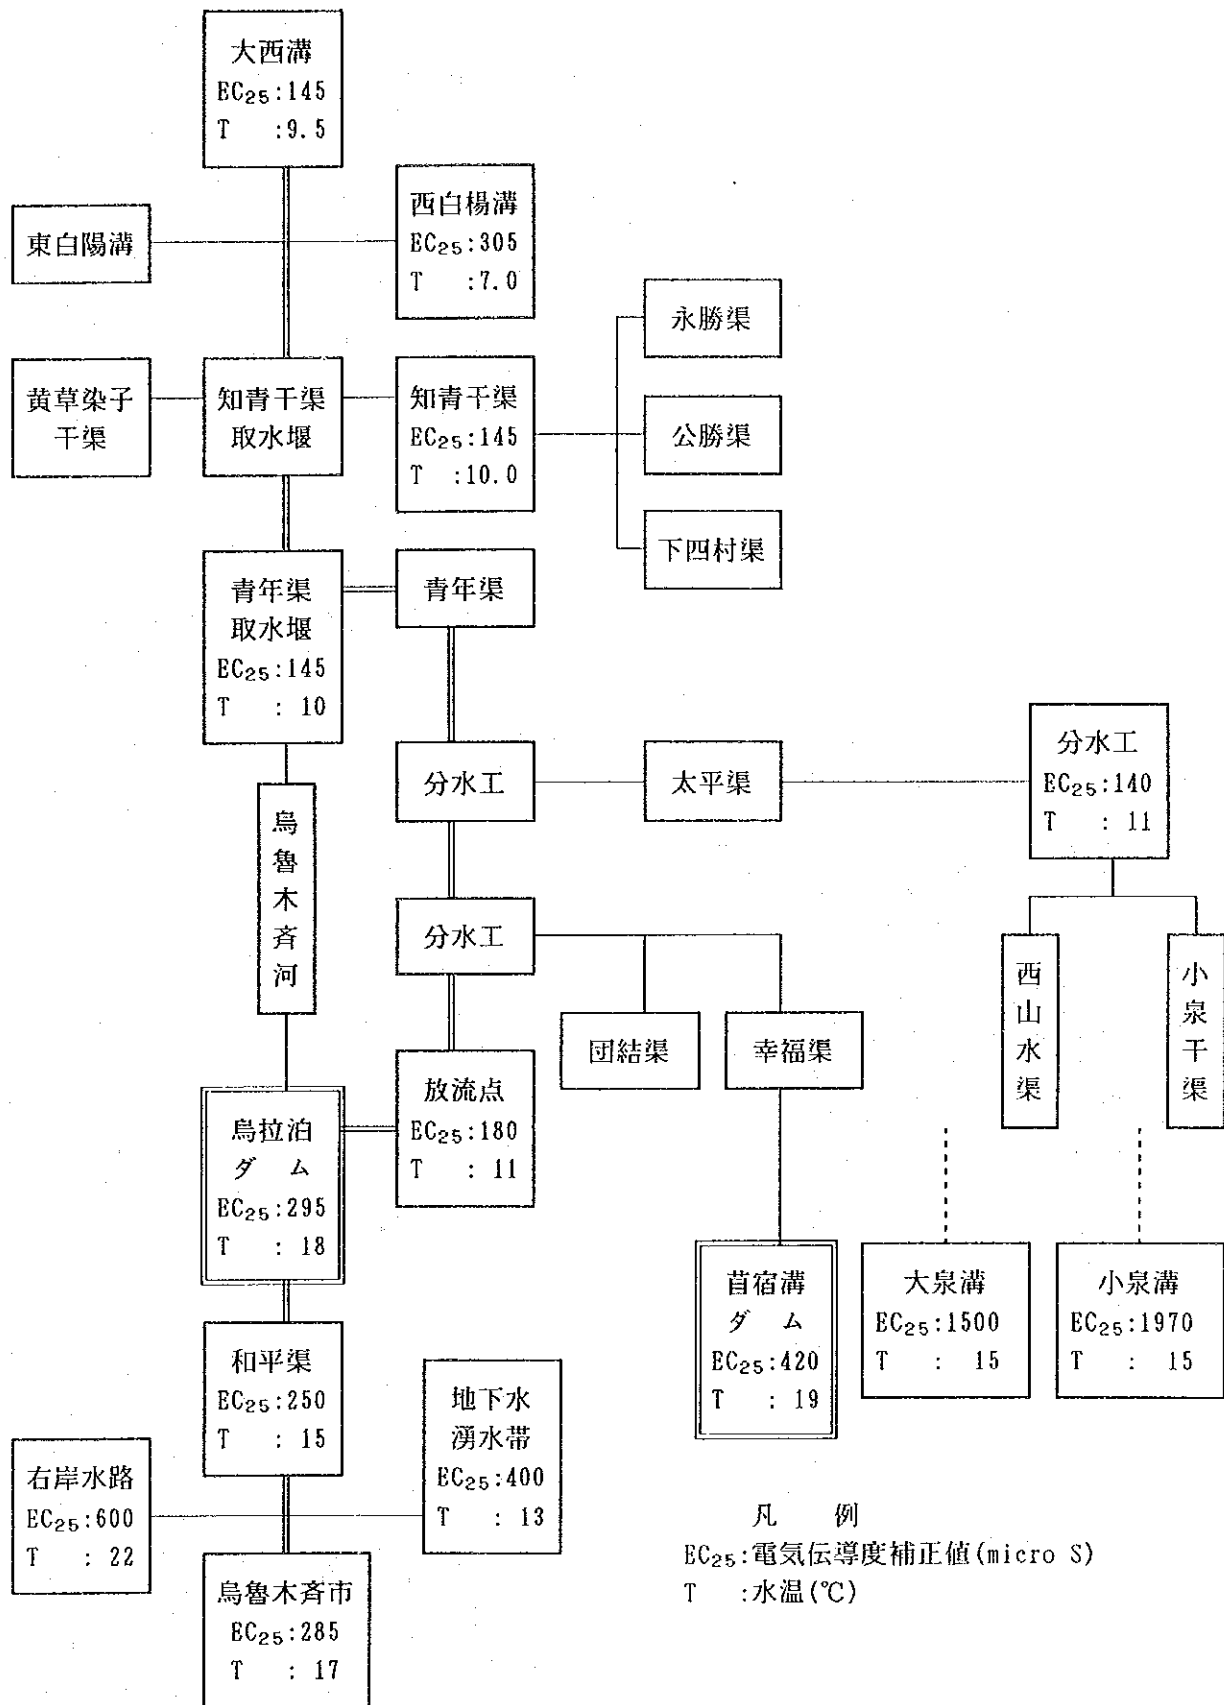 大西溝
EC₂₅:145
T :9.5
西白楊溝
EC₂₅:305
T :7.0
東白陽溝
永勝渠
黄草染子
干渠
知青干渠
取水堰
知青干渠
EC₂₅:145
T :10.0
公勝渠
下四村渠
青年渠
取水堰
EC₂₅:145
T : 10
青年渠
分水工
太平渠
分水工
EC₂₅:140
T : 11
烏魯木斉河
分水工
西山水渠
小泉干渠
団結渠
幸福渠
放流点
EC₂₅:180
T : 11
烏拉泊
ダ ム
EC₂₅:295
T : 18
苜宿溝
ダ ム
EC₂₅:420
T : 19
大泉溝
EC₂₅:1500
T : 15
小泉溝
EC₂₅:1970
T : 15
和平渠
EC₂₅:250
T : 15
地下水
湧水帯
EC₂₅:400
T : 13
右岸水路
EC₂₅:600
T : 22
烏魯木斉市
EC₂₅:285
T : 17
凡 例
EC₂₅:電気伝導度補正値(micro S)
T :水温(℃)